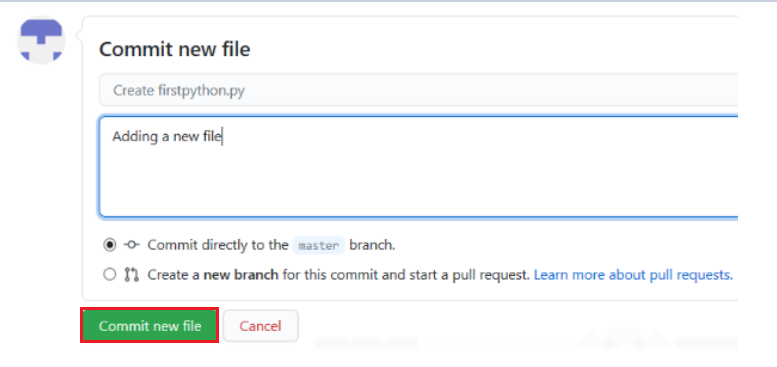 Commit new file
Create firstpython.py
Adding a new file
Commit directly to the master branch.
Create a new branch for this commit and start a pull request. Learn more about pull requests.
Commit new file Cancel